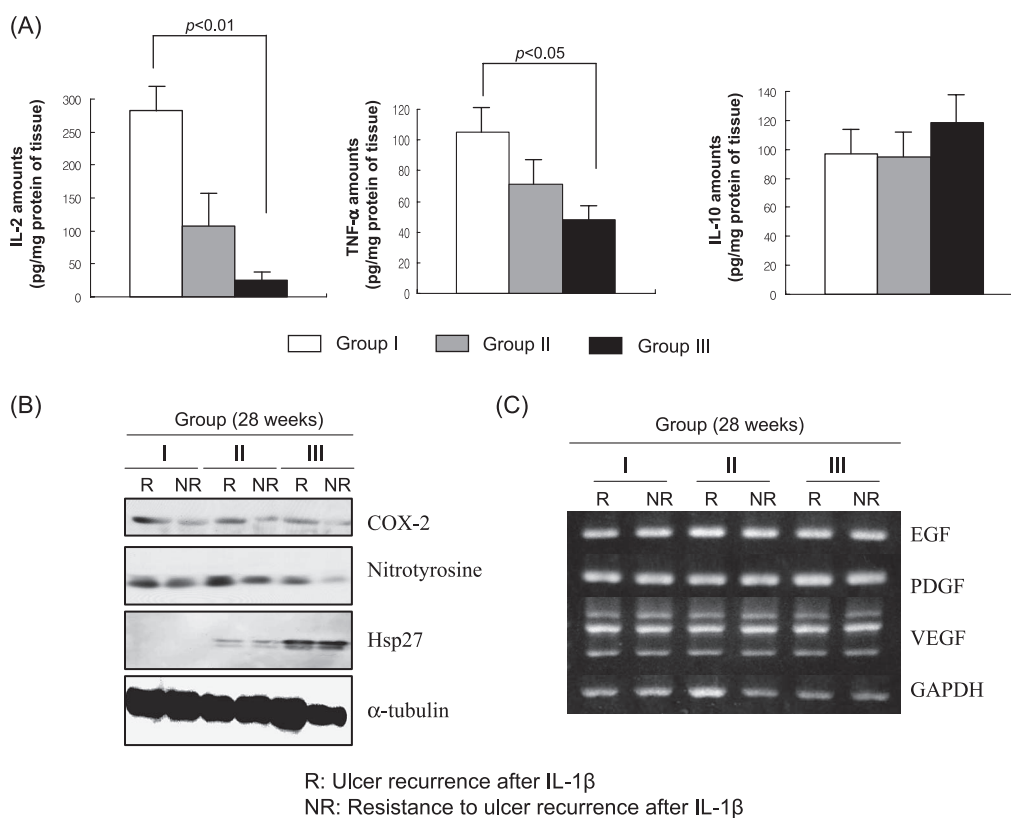 (A)
p<0.01
IL-2 amounts
(pg/mg protein of tissue)
300
250
200
150
100
50
0
p<0.05
TNF-α amounts
(pg/mg protein of tissue)
120
100
80
60
40
20
0
IL-10 amounts
(pg/mg protein of tissue)
140
120
100
80
60
40
20
0
Group I
Group II
Group III
(B)
Group (28 weeks)
I II III
R NR R NR R NR
COX-2
Nitrotyrosine
Hsp27
α-tubulin
(C)
Group (28 weeks)
I II III
R NR R NR R NR
EGF
PDGF
VEGF
GAPDH
R: Ulcer recurrence after IL-1β
NR: Resistance to ulcer recurrence after IL-1β